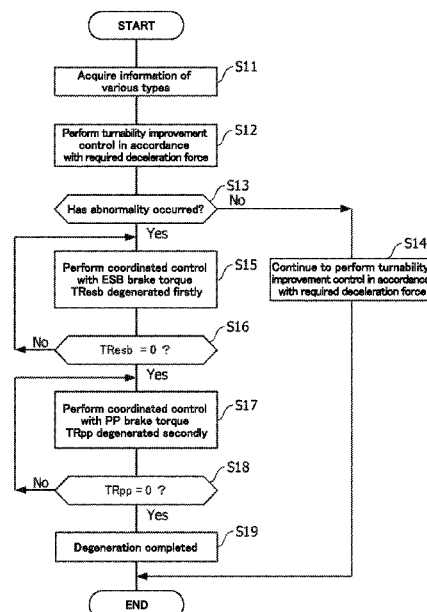 START
Acquire information of
various types
S11
Perform turnability improvement
control in accordance
with required deceleration force
S12
Has abnormality occurred?
S13
No
Yes
Continue to perform turnability
improvement control in accordance
with required deceleration force
S14
Perform coordinated control
with ESB brake torque
TResb degenerated firstly
S15
TResb = 0 ?
S16
No
Yes
Perform coordinated control
with PP brake torque
TRpp degenerated secondly
S17
TRpp = 0 ?
S18
No
Yes
Degeneration completed
S19
END